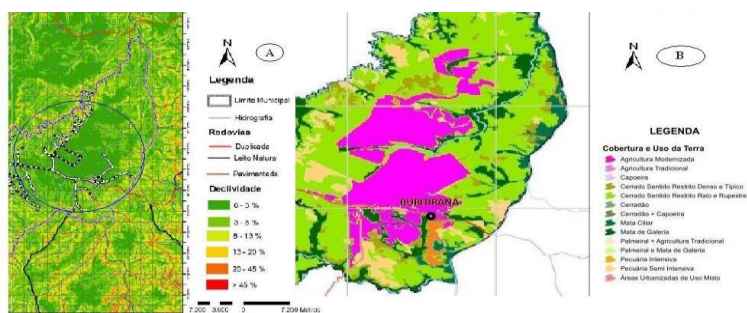 N
A
Legenda
Limite Municipal
Hidrografia
Rodovias
Duplicada
Leito Natural
Pavimentada
Declividade
0 - 3 %
3 - 8 %
8 - 13 %
13 - 20 %
20 - 45 %
> 45 %
7.200 3.600 0 7.200 Metros
BURITIRANA
N
B
LEGENDA
Cobertura e Uso da Terra
Agricultura Modernizada
Agricultura Tradicional
Capoeira
Cerrado Sentido Restrito Denso e Típico
Cerrado Sentido Restrito Ralo e Rupestre
Cerradão
Cerradão + Capoeira
Mata Ciliar
Mata de Galeria
Palmeiral + Agricultura Tradicional
Palmeiral e Mata de Galeria
Pecuária Intensiva
Pecuária Semi Intensiva
Áreas Urbanizadas de Uso Misto